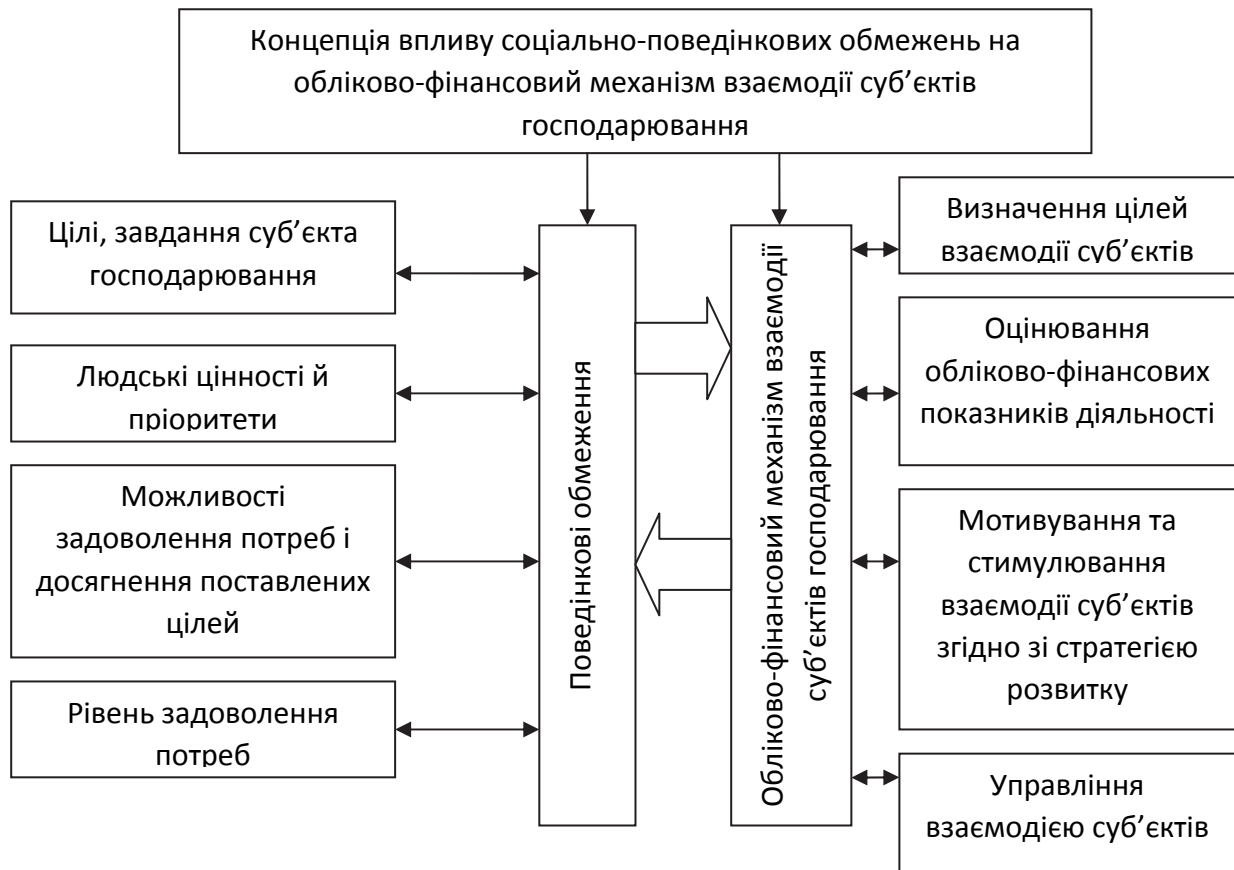 Концепція впливу соціально-поведінкових обмежень на
обліково-фінансовий механізм взаємодії суб’єктів
господарювання
Цілі, завдання суб’єкта
господарювання
Людські цінності й
пріоритети
Можливості
задоволення потреб і
досягнення поставлених
цілей
Рівень задоволення
потреб
Поведінкові обмеження
Обліково-фінансовий механізм взаємодії
суб’єктів господарювання
Визначення цілей
взаємодії суб’єктів
Оцінювання
обліково-фінансових
показників діяльності
Мотивування та
стимулювання
взаємодії суб’єктів
згідно зі стратегією
розвитку
Управління
взаємодією суб’єктів